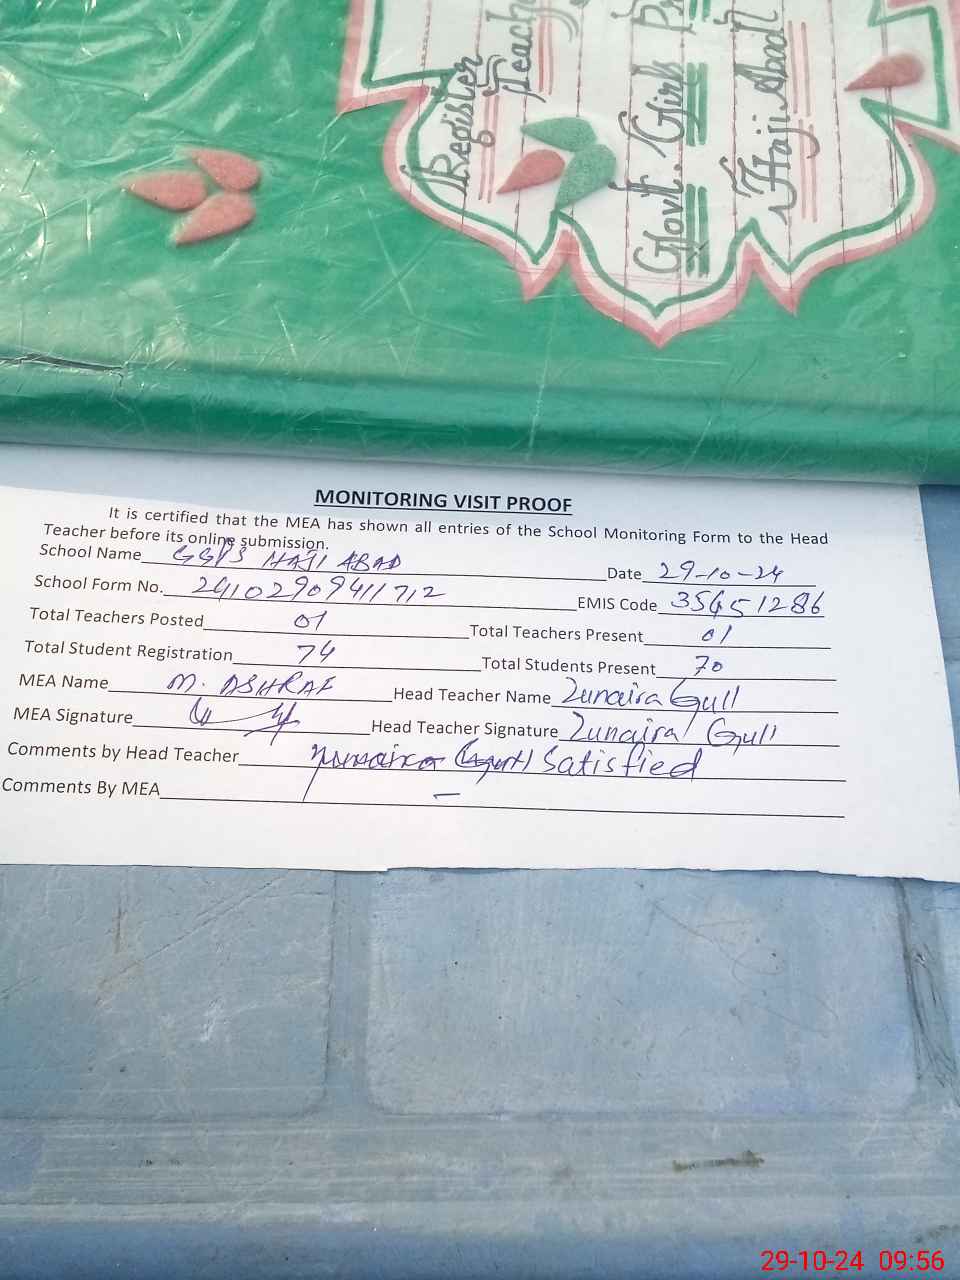 Register
Teach
Govt. Girls Pr
Haji Abad
MONITORING VISIT PROOF
It is certified that the MEA has shown all entries of the School Monitoring Form to the Head
Teacher before its online submission.
School Name GGPS HAJI ABAD Date 29-10-24
School Form No. 24102909411712 EMIS Code 35451286
Total Teachers Posted 01 Total Teachers Present 01
Total Student Registration 74 Total Students Present 70
MEA Name M. ASHRAF Head Teacher Name Zunaira Gull
MEA Signature Head Teacher Signature Zunaira Gull
Comments by Head Teacher Satisfied
Comments By MEA –
29-10-24 09:56